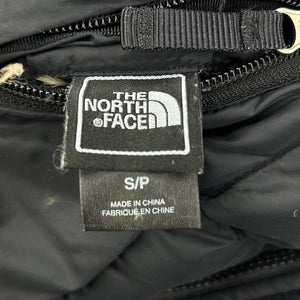 THE
NORTH
FACE
®
S/P
MADE IN CHINA
FABRIQUÉ EN CHINE